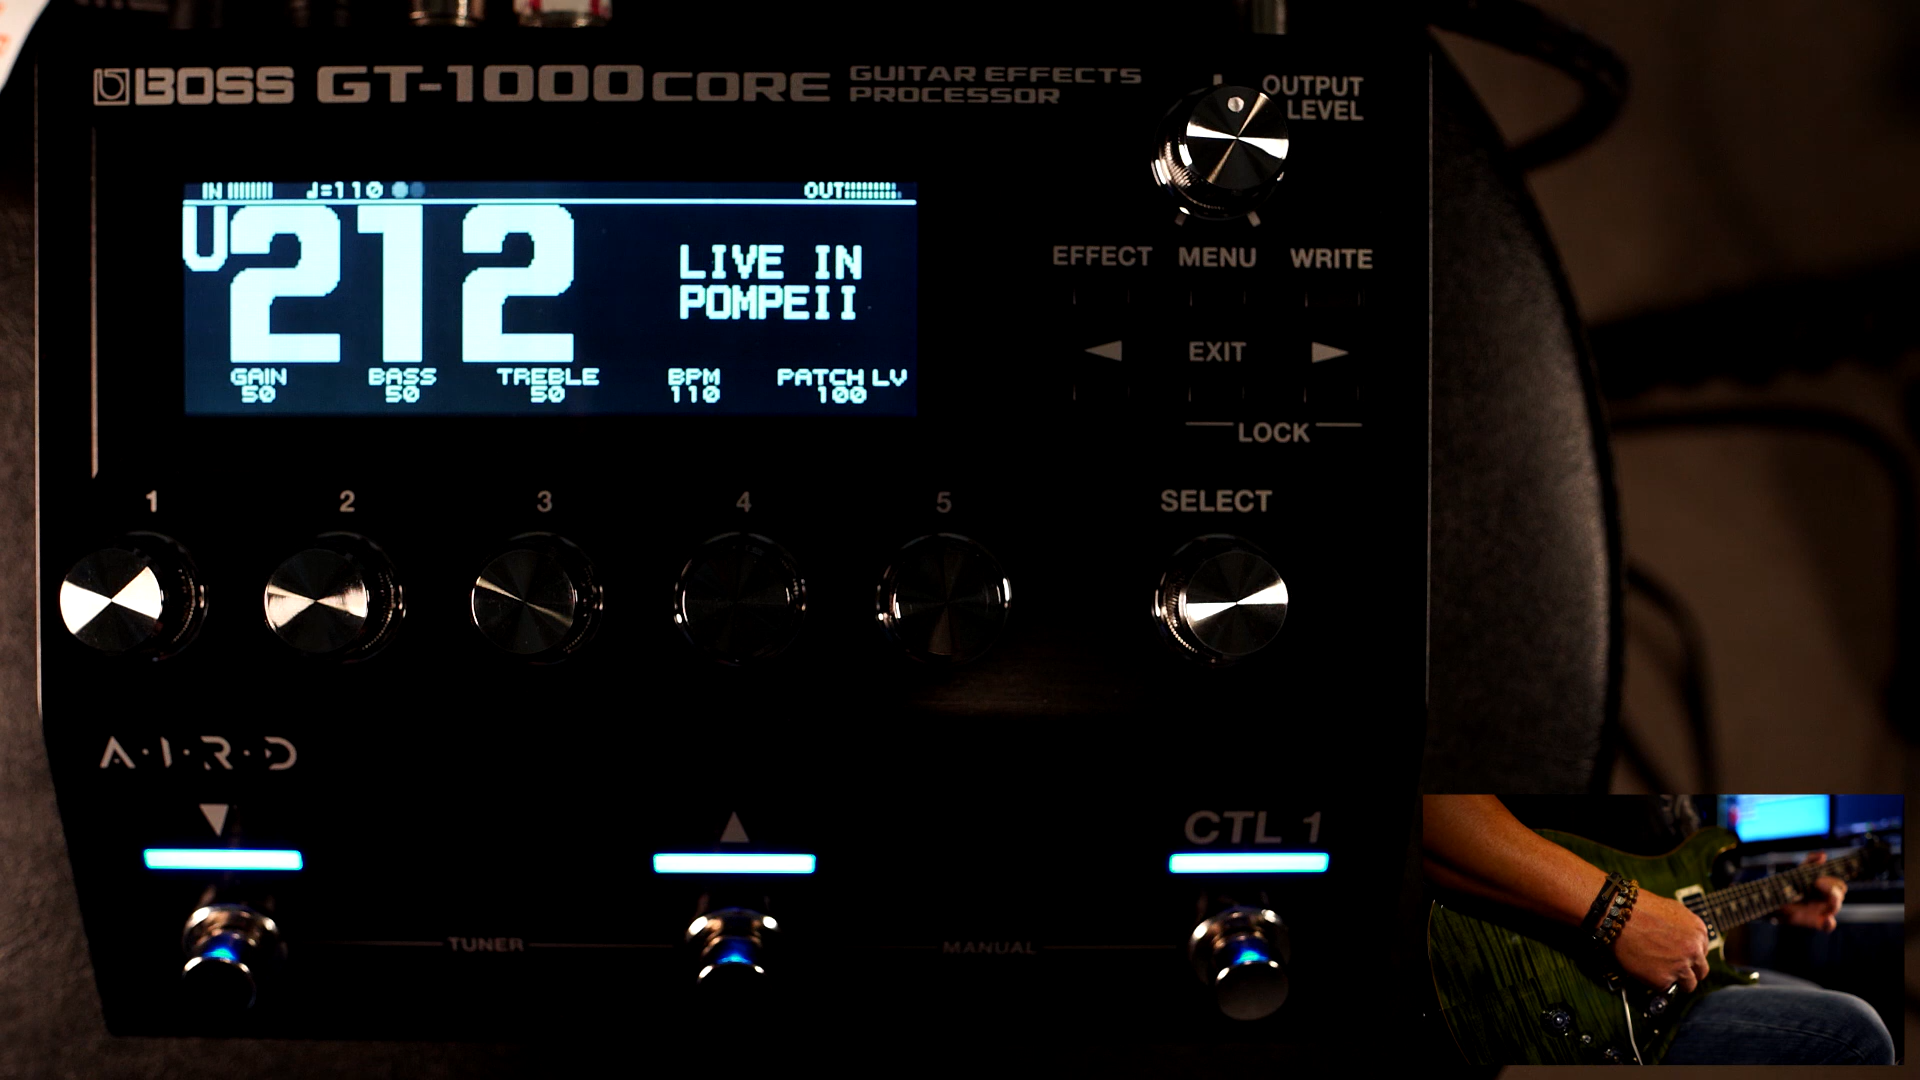 BOSS GT-1000CORE GUITAR EFFECTS PROCESSOR
OUTPUT LEVEL
IN ♩=110 OUT
U212
LIVE IN
POMPEII
GAIN BASS TREBLE BPM PATCH LV
50 50 50 110 100
EFFECT MENU WRITE
EXIT
LOCK
1 2 3 4 5 SELECT
A·I·R·D
▼ ▲ CTL 1
TUNER MANUAL